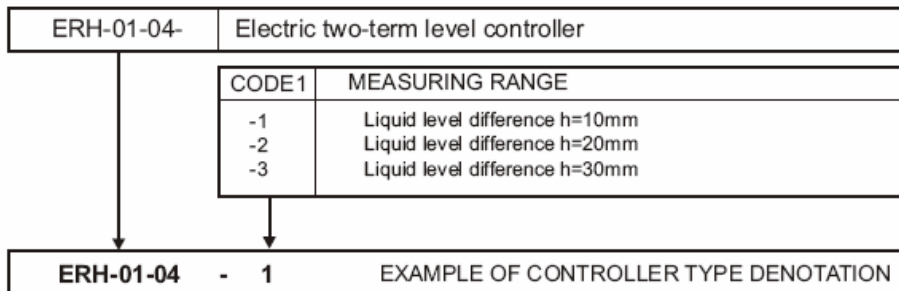 ERH-01-04- Electric two-term level controller
CODE1 MEASURING RANGE
-1 Liquid level difference h=10mm
-2 Liquid level difference h=20mm
-3 Liquid level difference h=30mm
ERH-01-04 - 1 EXAMPLE OF CONTROLLER TYPE DENOTATION